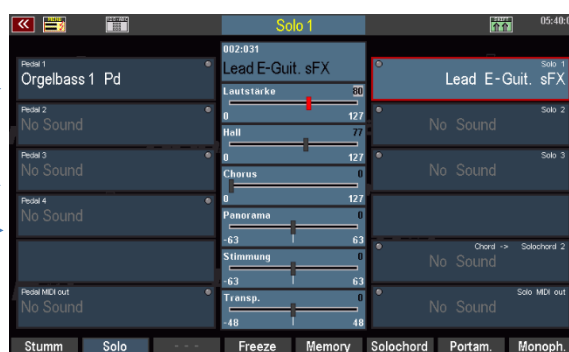 Solo 1
05:40:0
Pedal 1
Orgelbass 1 Pd
Pedal 2
No Sound
Pedal 3
No Sound
Pedal 4
No Sound
Pedal MIDI out
No Sound
002:031
Lead E-Guit. sFX
Lautstärke 80
0 127
Hall 77
0 127
Chorus 0
0 127
Panorama 0
-63 63
Stimmung 0
-63 63
Transp. 0
-48 48
Solo 1
Lead E-Guit. sFX
Solo 2
No Sound
Solo 3
No Sound
Chord -> Solochord 2
No Sound
Solo MIDI out
No Sound
Stumm Solo --- Freeze Memory Solochord Portam. Monoph.